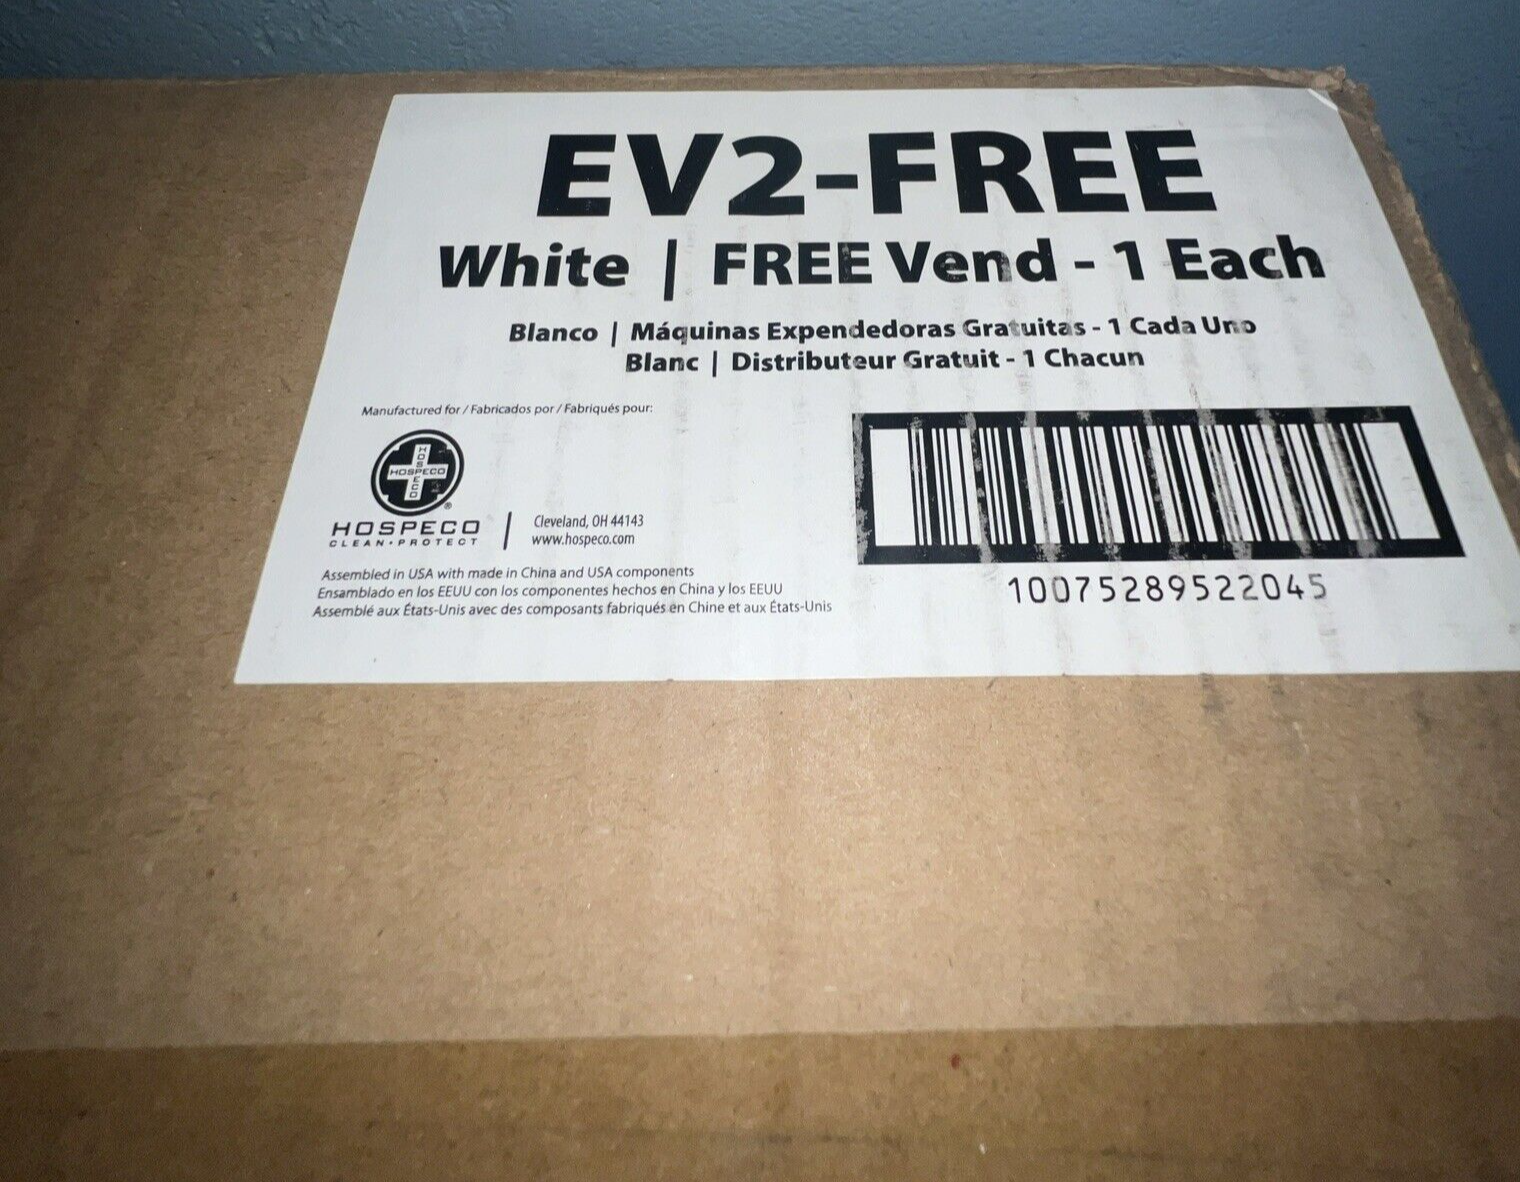 EV2-FREE
White | FREE Vend - 1 Each
Blanco | Máquinas Expendedoras Gratuitas - 1 Cada Uno
Blanc | Distributeur Gratuit - 1 Chacun
Manufactured for / Fabricados por / Fabriqués pour:
HOSPECO
HOSPECO
HOSPECO
CLEAN•PROTECT
Cleveland, OH 44143
www.hospeco.com
Assembled in USA with made in China and USA components
Ensamblado en los EEUU con los componentes hechos en China y los EEUU
Assemblé aux États-Unis avec des composants fabriqués en Chine et aux États-Unis
10075289522045